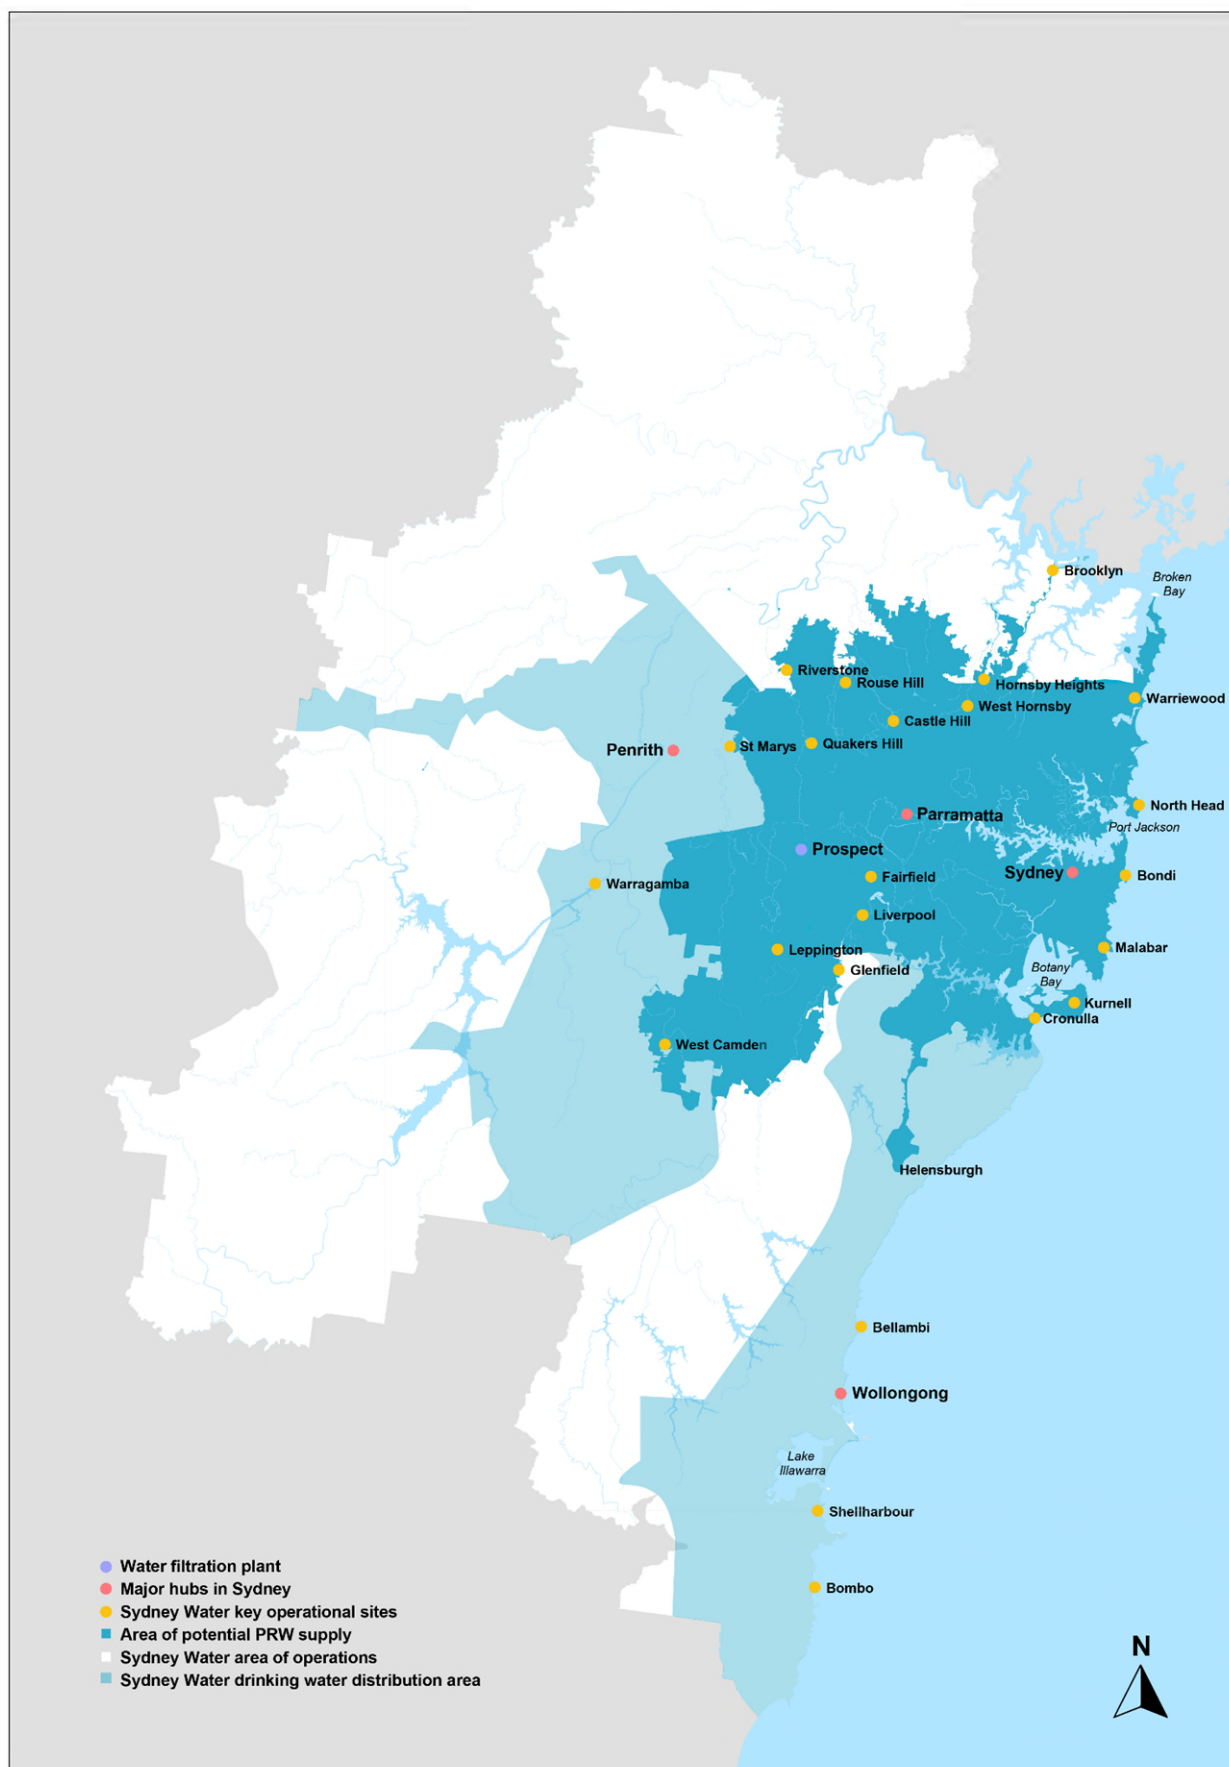 Brooklyn
Broken
Bay
Riverstone
Rouse Hill
Hornsby Heights
Warriewood
West Hornsby
Castle Hill
Penrith
St Marys
Quakers Hill
North Head
Parramatta
Port Jackson
Prospect
Sydney
Bondi
Fairfield
Warragamba
Liverpool
Leppington
Malabar
Glenfield
Botany
Bay
Kurnell
Cronulla
West Camden
Helensburgh
Bellambi
Wollongong
Lake
Illawarra
Shellharbour
Bombo
Water filtration plant
Major hubs in Sydney
Sydney Water key operational sites
Area of potential PRW supply
Sydney Water area of operations
Sydney Water drinking water distribution area
N